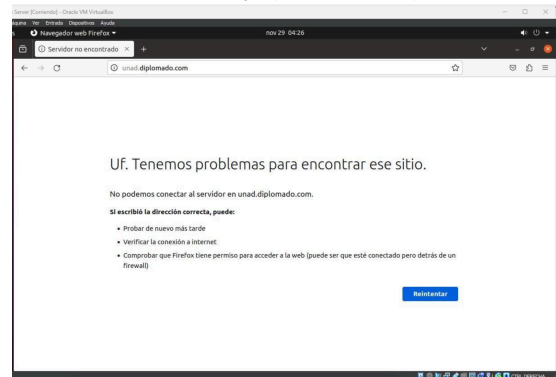 Server [Corriendo] - Oracle VM VirtualBox
Ver Entrada Dispositivos Ayuda
Navegador web Firefox
nov 29 04:26
Servidor no encontrado
unad.diplomado.com
Uf. Tenemos problemas para encontrar ese sitio.
No podemos conectar al servidor en unad.diplomado.com.
Si escribió la dirección correcta, puede:
• Probar de nuevo más tarde
• Verificar la conexión a internet
• Comprobar que Firefox tiene permiso para acceder a la web (puede ser que esté conectado pero detrás de un
firewall)
Reintentar
CTRL DERECHA